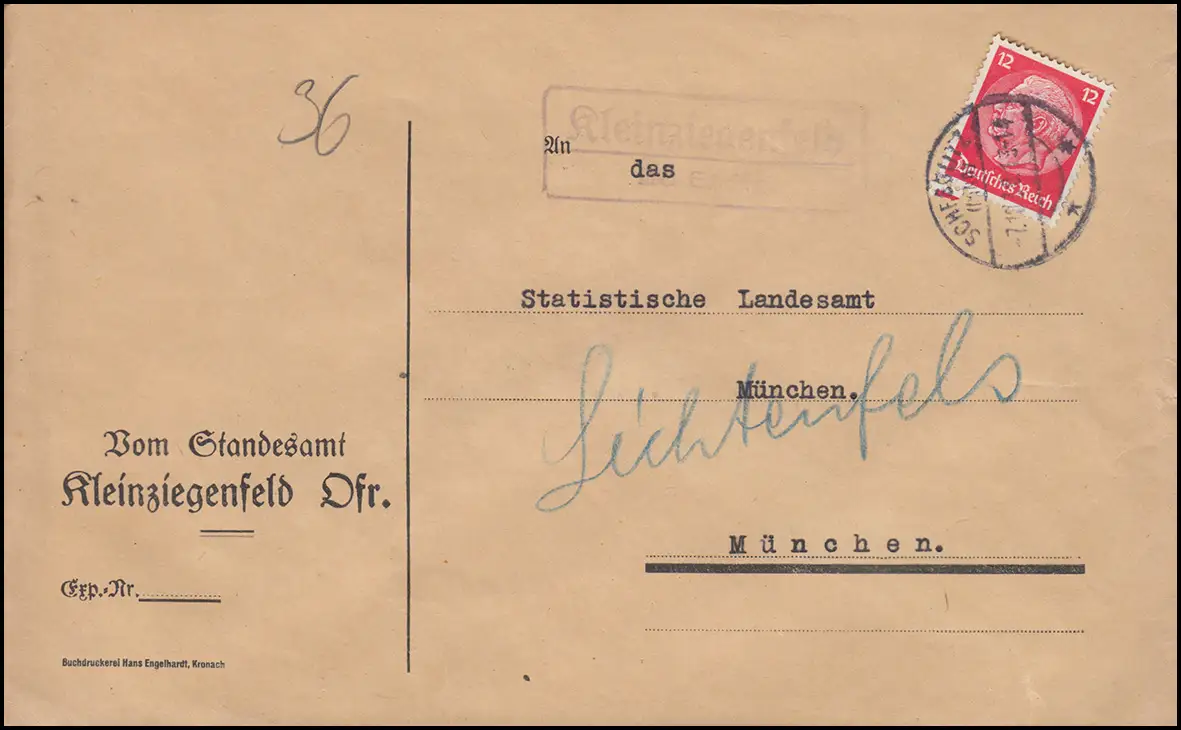 36
12 12
Deutsches Reich
Kleinziegenfeld
An
das
Statistische Landesamt
München.
Lichtenfels
Vom Standesamt
Kleinziegenfeld Ofr.
München.
Exp.-Nr.
Buchdruckerei Hans Engelhardt, Kronach